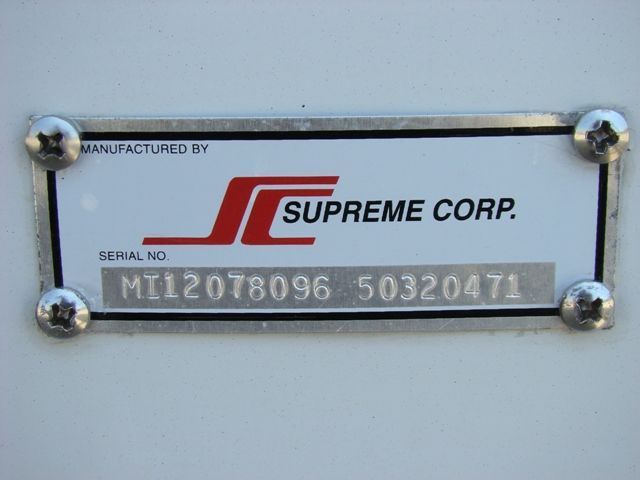 MANUFACTURED BY
SC SUPREME CORP.
SERIAL NO.
MI12078096 50320471